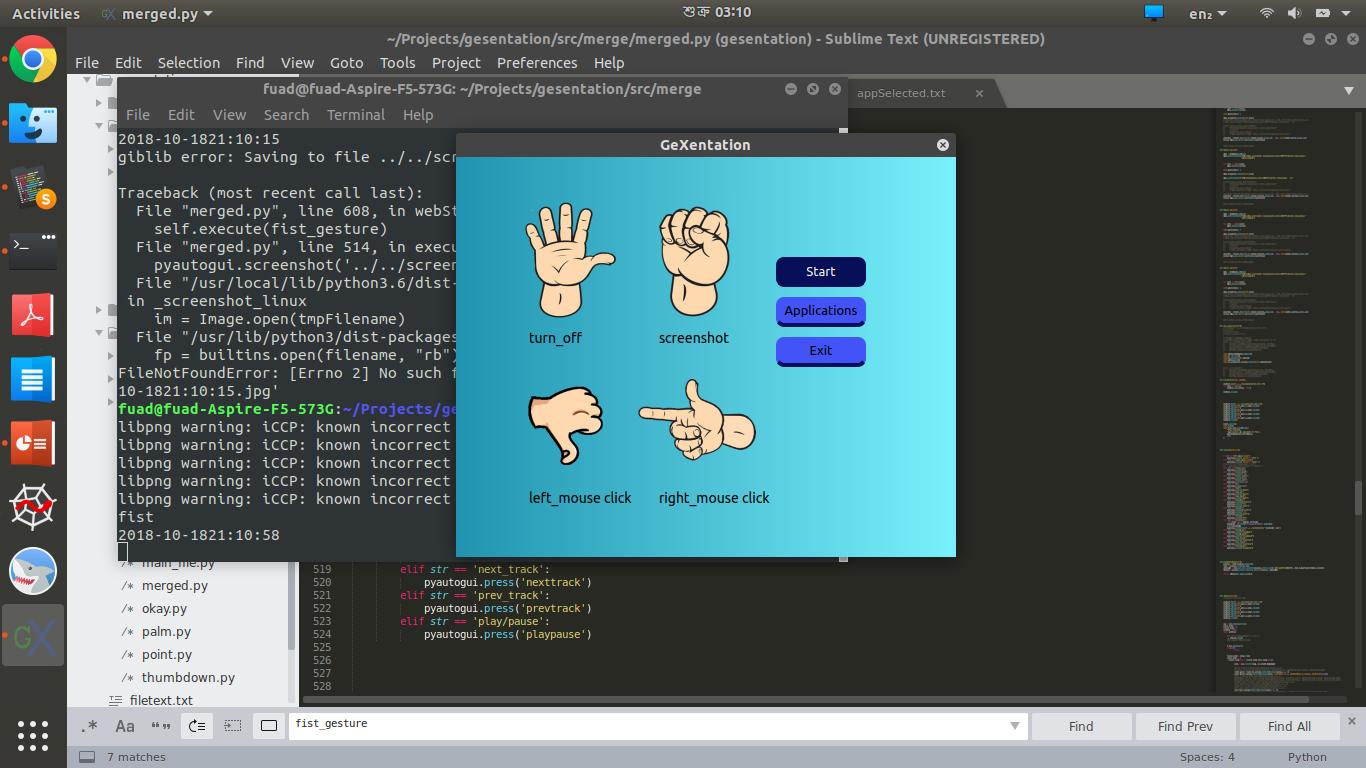 Activities
merged.py
শুক্র 03:10
en₂
~/Projects/gesentation/src/merge/merged.py (gesentation) - Sublime Text (UNREGISTERED)
File Edit Selection Find View Goto Tools Project Preferences Help
fuad@fuad-Aspire-F5-573G: ~/Projects/gesentation/src/merge
appSelected.txt
File Edit View Search Terminal Help
2018-10-1821:10:15
giblib error: Saving to file ../../scr
Traceback (most recent call last):
File "merged.py", line 608, in webSt
self.execute(fist_gesture)
File "merged.py", line 514, in execu
pyautogui.screenshot('../../screen
File "/usr/local/lib/python3.6/dist-
in _screenshot_linux
im = Image.open(tmpFilename)
File "/usr/lib/python3/dist-packages
fp = builtins.open(filename, "rb")
FileNotFoundError: [Errno 2] No such f
10-1821:10:15.jpg'
fuad@fuad-Aspire-F5-573G:~/Projects/ge
libpng warning: iCCP: known incorrect
libpng warning: iCCP: known incorrect
libpng warning: iCCP: known incorrect
libpng warning: iCCP: known incorrect
libpng warning: iCCP: known incorrect
fist
2018-10-1821:10:58
GeXentation
turn_off
screenshot
left_mouse click
right_mouse click
Start
Applications
Exit
main_me.py
merged.py
okay.py
palm.py
point.py
thumbdown.py
filetext.txt
519 elif str == 'next_track':
520 pyautogui.press('nexttrack')
521 elif str == 'prev_track':
522 pyautogui.press('prevtrack')
523 elif str == 'play/pause':
524 pyautogui.press('playpause')
525
526
527
528
.* Aa “ ” fist_gesture Find Find Prev Find All
7 matches
Spaces: 4
Python